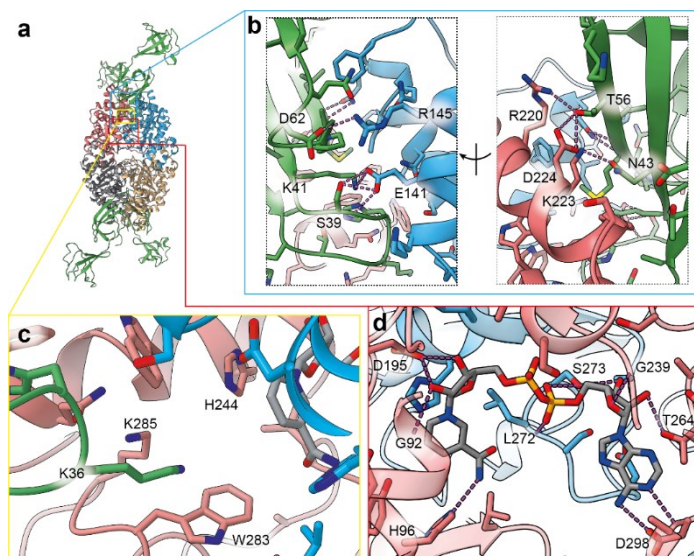 a
b
D62
R145
K41
E141
S39
R220
T56
D224
N43
K223
c
H244
K285
K36
W283
d
D195
S273
G239
G92
L272
T264
H96
D298